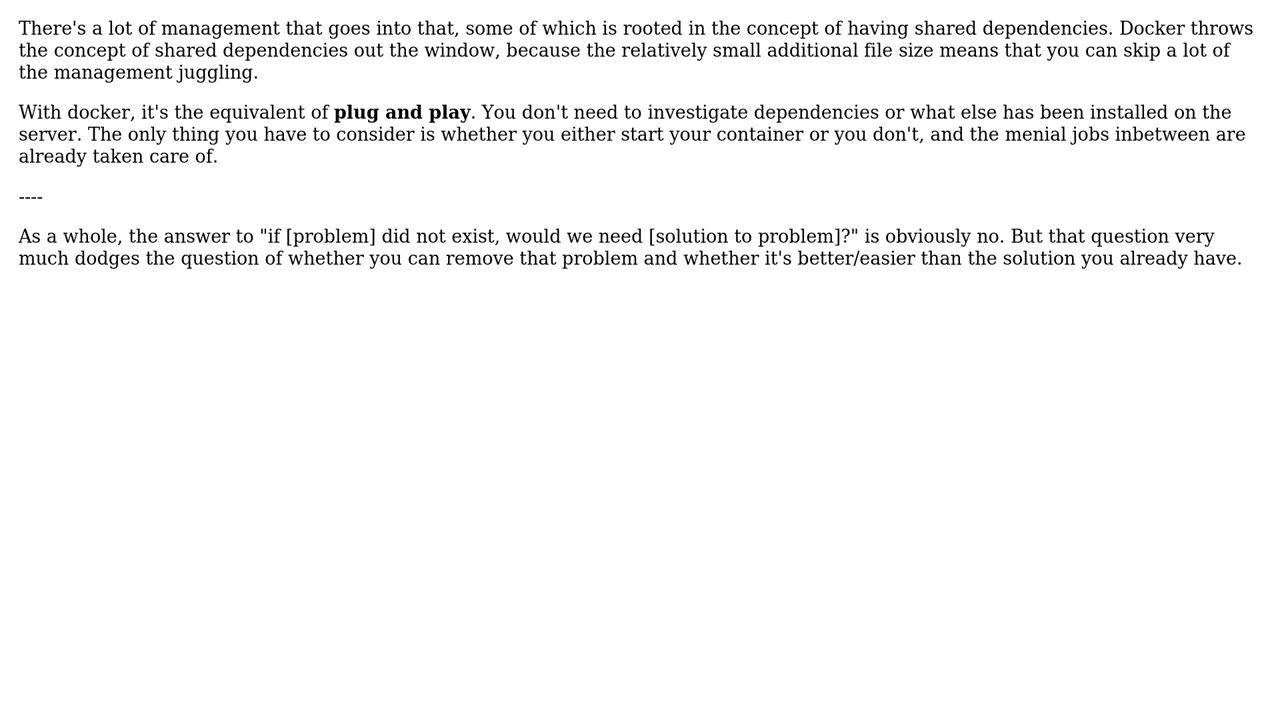 There's a lot of management that goes into that, some of which is rooted in the concept of having shared dependencies. Docker throws
the concept of shared dependencies out the window, because the relatively small additional file size means that you can skip a lot of
the management juggling.
With docker, it's the equivalent of plug and play. You don't need to investigate dependencies or what else has been installed on the
server. The only thing you have to consider is whether you either start your container or you don't, and the menial jobs inbetween are
already taken care of.
----
As a whole, the answer to "if [problem] did not exist, would we need [solution to problem]?" is obviously no. But that question very
much dodges the question of whether you can remove that problem and whether it's better/easier than the solution you already have.